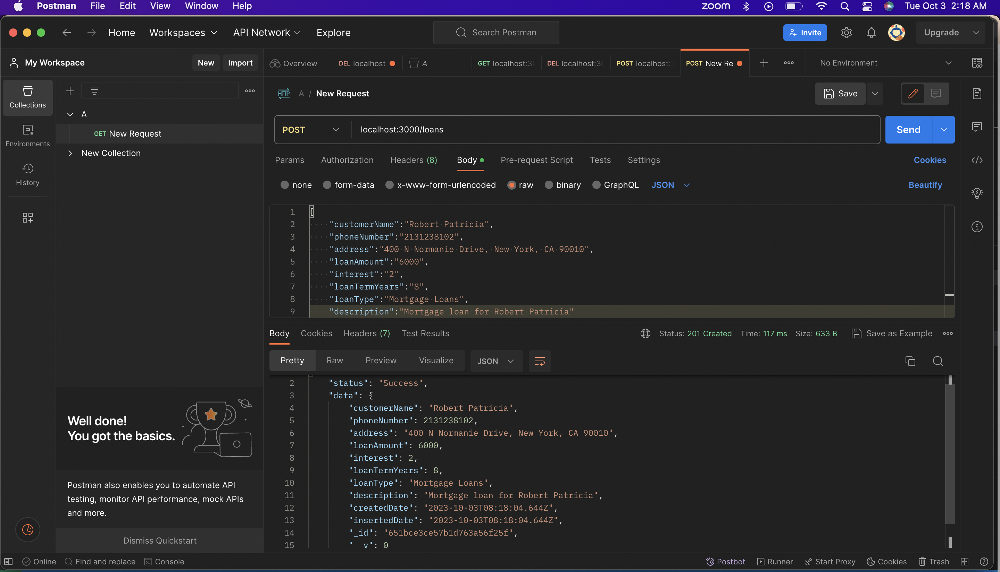 Postman File Edit View Window Help zoom Tue Oct 3 2:18 AM
Home Workspaces API Network Explore Search Postman Invite Upgrade
My Workspace New Import Overview DEL localhost A GET localhost:30 DEL localhost:30 POST localhost:3 POST New Re No Environment
Collections
Environments
History
A
GET New Request
New Collection
HTTP A / New Request Save
POST localhost:3000/loans Send
Params Authorization Headers (8) Body Pre-request Script Tests Settings Cookies
none form-data x-www-form-urlencoded raw binary GraphQL JSON Beautify
1 {
2 "customerName":"Robert Patricia",
3 "phoneNumber":"2131238102",
4 "address":"400 N Normanie Drive, New York, CA 90010",
5 "loanAmount":"6000",
6 "interest":"2",
7 "loanTermYears":"8",
8 "loanType":"Mortgage Loans",
9 "description":"Mortgage loan for Robert Patricia"
Body Cookies Headers (7) Test Results Status: 201 Created Time: 117 ms Size: 633 B Save as Example
Pretty Raw Preview Visualize JSON
2 "status": "Success",
3 "data": {
4 "customerName": "Robert Patricia",
5 "phoneNumber": 2131238102,
6 "address": "400 N Normanie Drive, New York, CA 90010",
7 "loanAmount": 6000,
8 "interest": 2,
9 "loanTermYears": 8,
10 "loanType": "Mortgage Loans",
11 "description": "Mortgage loan for Robert Patricia",
12 "createdDate": "2023-10-03T08:18:04.644Z",
13 "insertedDate": "2023-10-03T08:18:04.644Z",
14 "_id": "651bce3ce57b1d763a56f25f",
15 "__v": 0
Well done!
You got the basics.
Postman also enables you to automate API
testing, monitor API performance, mock APIs
and more.
Dismiss Quickstart
Online Find and replace Console Postbot Runner Start Proxy Cookies Trash